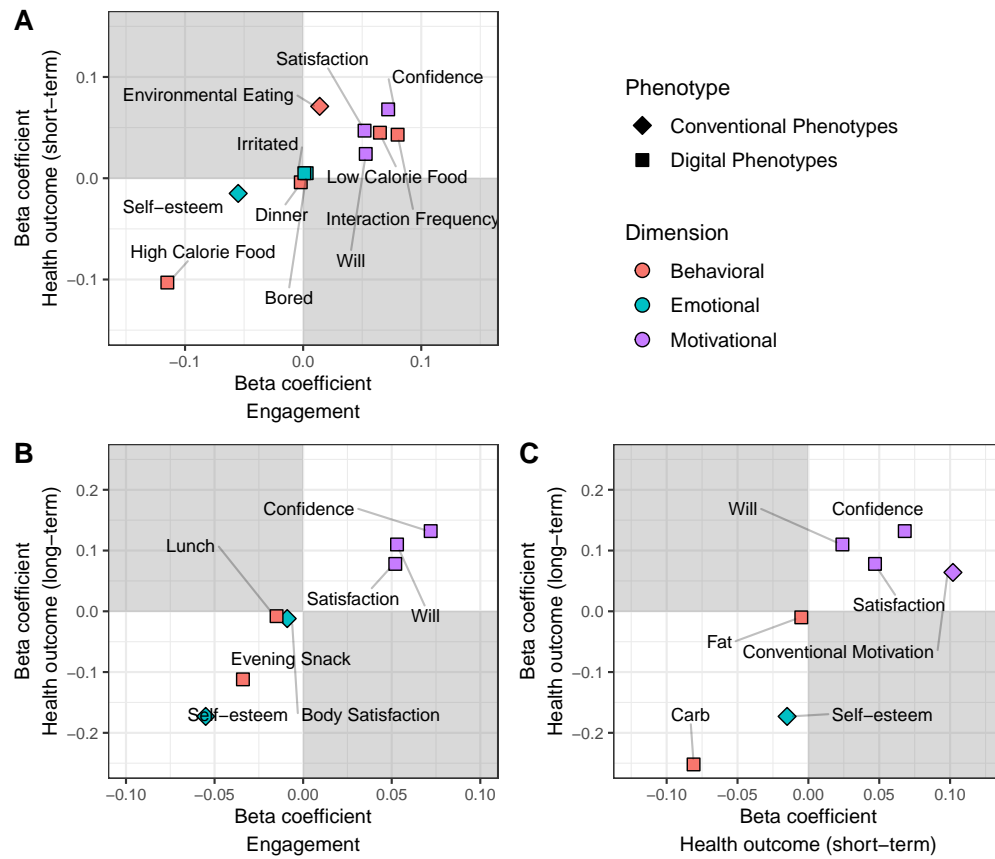 A
Beta coefficient
Health outcome (short−term)
0.1
0.0
−0.1
Satisfaction
Confidence
Environmental Eating
Irritated
Low Calorie Food
Self−esteem
Dinner
Interaction Frequency
High Calorie Food
Will
Bored
−0.1
0.0
0.1
Beta coefficient
Engagement
Phenotype
Conventional Phenotypes
Digital Phenotypes
Dimension
Behavioral
Emotional
Motivational
B
Beta coefficient
Health outcome (long−term)
0.2
0.1
0.0
−0.1
−0.2
Confidence
Lunch
Satisfaction
Will
Evening Snack
Self−esteem
Body Satisfaction
−0.10
−0.05
0.00
0.05
0.10
Beta coefficient
Engagement
C
Beta coefficient
Health outcome (long−term)
0.2
0.1
0.0
−0.1
−0.2
Will
Confidence
Satisfaction
Fat
Conventional Motivation
Carb
Self−esteem
−0.10
−0.05
0.00
0.05
0.10
Beta coefficient
Health outcome (short−term)